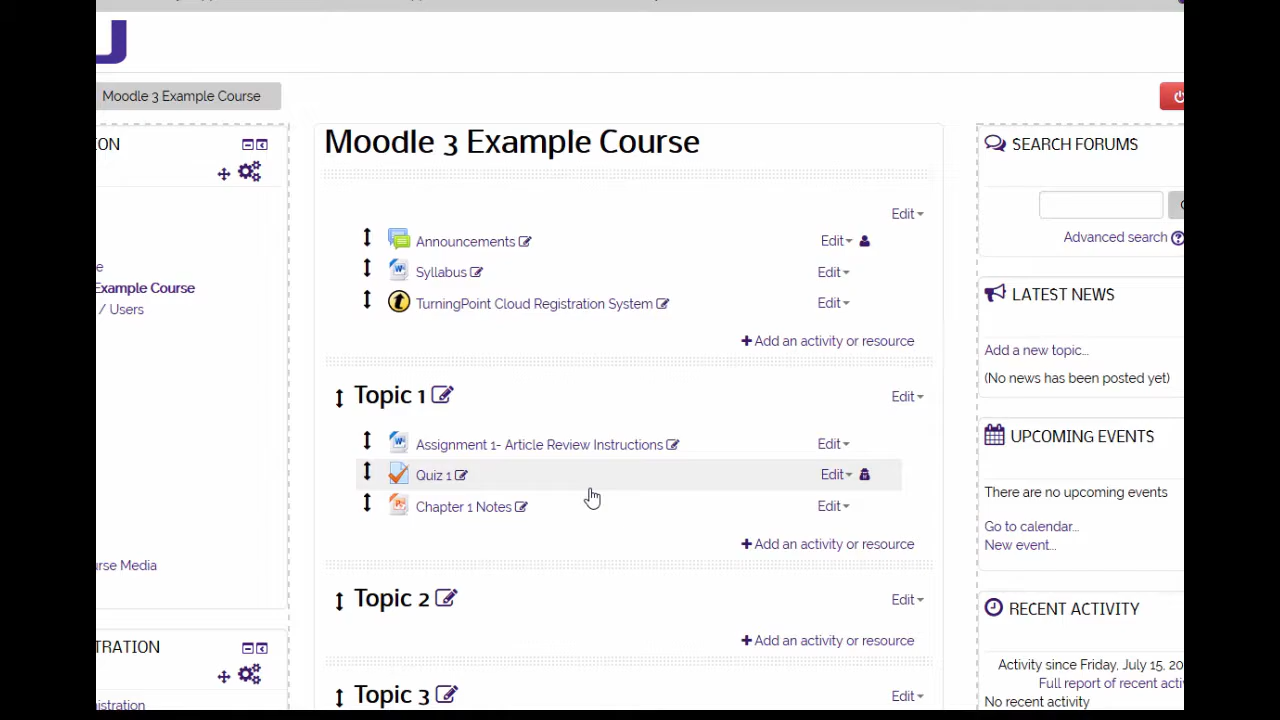 Moodle 3 Example Course
ON
e
Example Course
/ Users
urse Media
TRATION
nistration
Moodle 3 Example Course
Edit
Announcements
Edit
Syllabus
Edit
TurningPoint Cloud Registration System
Edit
Add an activity or resource
Topic 1
Edit
Assignment 1- Article Review Instructions
Edit
Quiz 1
Edit
Chapter 1 Notes
Edit
Add an activity or resource
Topic 2
Edit
Add an activity or resource
Topic 3
Edit
SEARCH FORUMS
Advanced search
LATEST NEWS
Add a new topic...
(No news has been posted yet)
UPCOMING EVENTS
There are no upcoming events
Go to calendar...
New event...
RECENT ACTIVITY
Activity since Friday, July 15, 20
Full report of recent acti
No recent activity